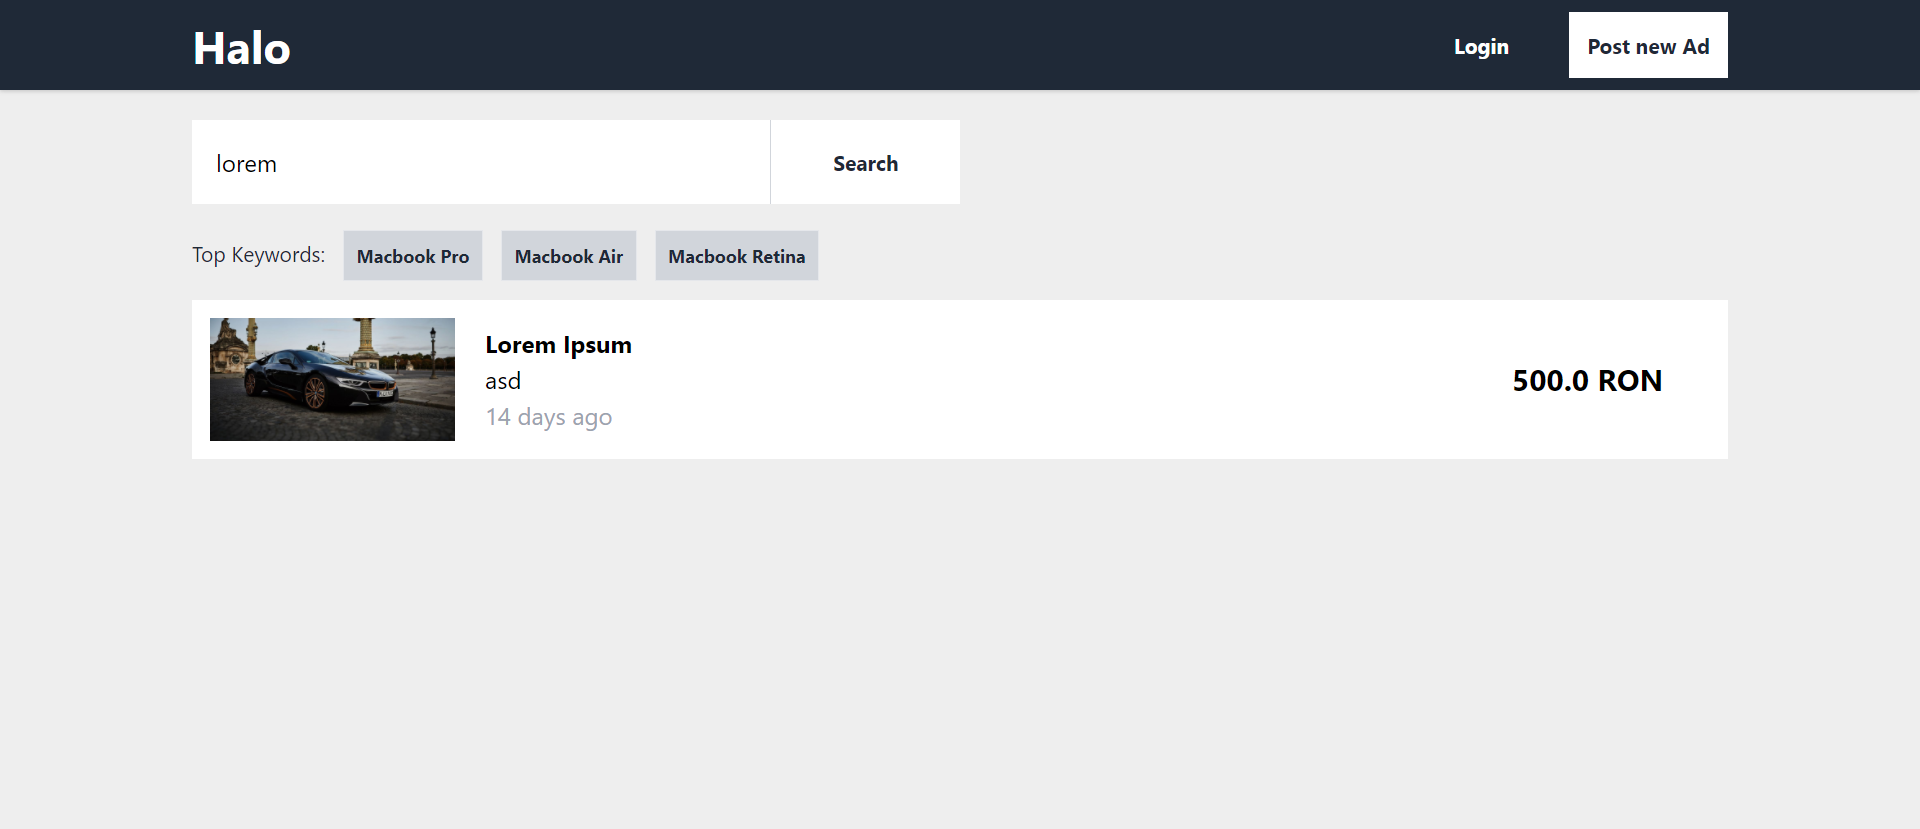 Halo
Login
Post new Ad
lorem
Search
Top Keywords:
Macbook Pro
Macbook Air
Macbook Retina
Lorem Ipsum
asd
14 days ago
500.0 RON